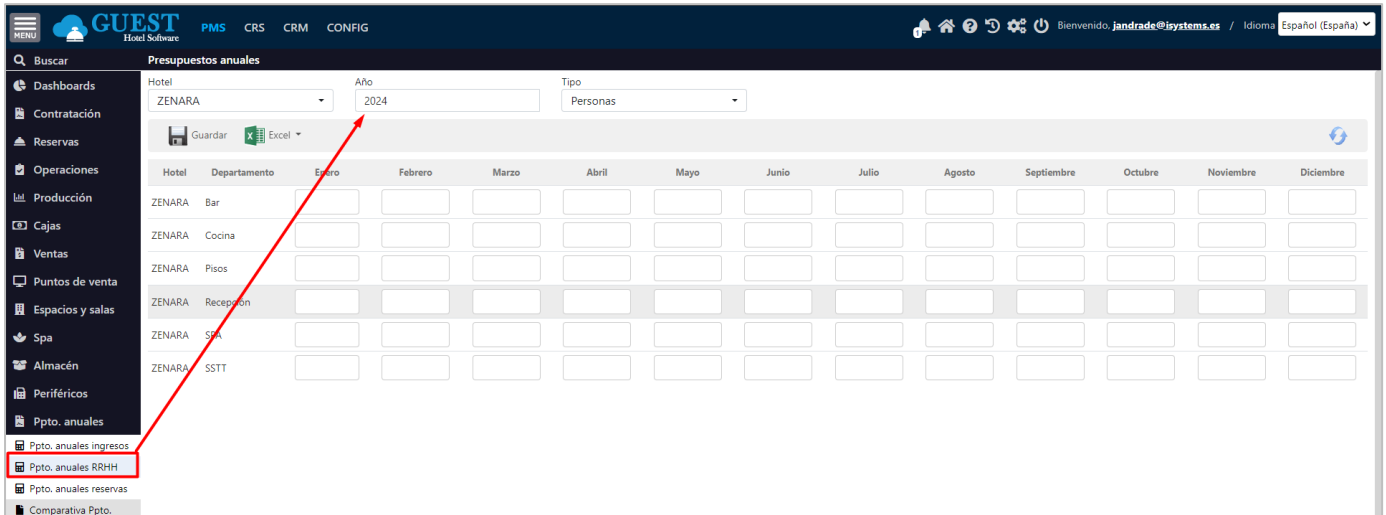 MENU GUEST Hotel Software PMS CRS CRM CONFIG 1 Bienvenido, jandrade@isystems.es / Idioma Español (España)
Buscar
Presupuestos anuales
Dashboards
Contratación
Reservas
Operaciones
Producción
Cajas
Ventas
Puntos de venta
Espacios y salas
Spa
Almacén
Periféricos
Ppto. anuales
Ppto. anuales ingresos
Ppto. anuales RRHH
Ppto. anuales reservas
Comparativa Ppto.
Hotel Año Tipo
ZENARA 2024 Personas
Guardar Excel
Hotel Departamento Enero Febrero Marzo Abril Mayo Junio Julio Agosto Septiembre Octubre Noviembre Diciembre
ZENARA Bar
ZENARA Cocina
ZENARA Pisos
ZENARA Recepción
ZENARA SPA
ZENARA SSTT